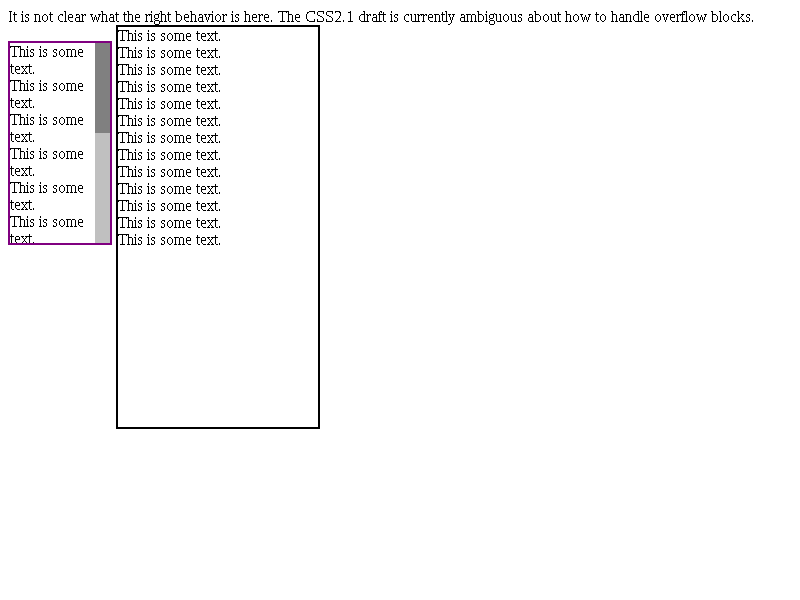 It is not clear what the right behavior is here. The CSS2.1 draft is currently ambiguous about how to handle overflow blocks.
This is some
text.
This is some
text.
This is some
text.
This is some
text.
This is some
text.
This is some
text.
This is some text.
This is some text.
This is some text.
This is some text.
This is some text.
This is some text.
This is some text.
This is some text.
This is some text.
This is some text.
This is some text.
This is some text.
This is some text.